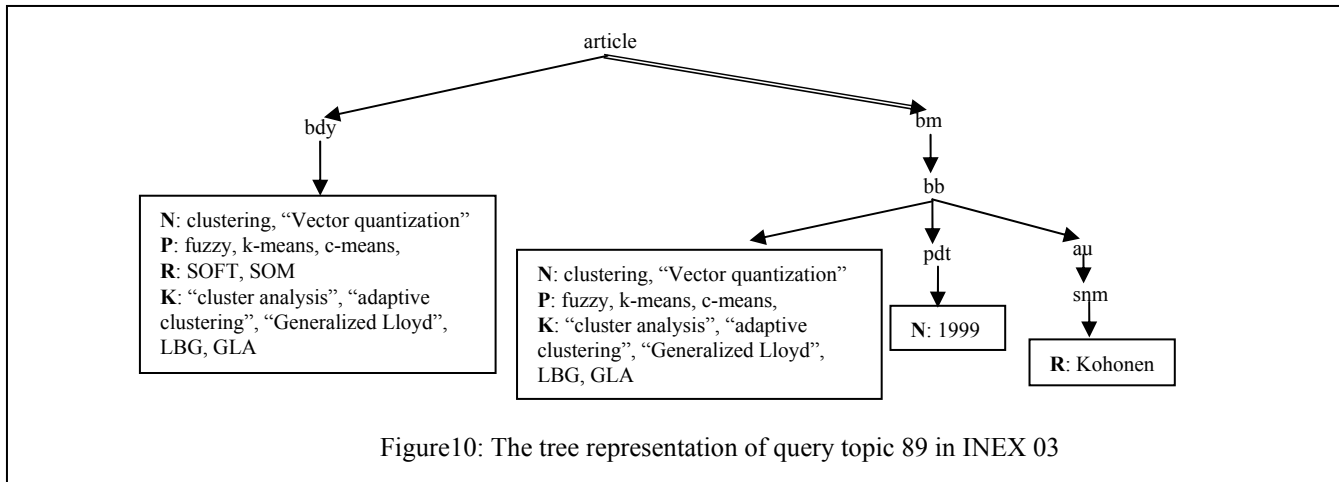 article
bdy
bm
bb
N: clustering, “Vector quantization”
P: fuzzy, k-means, c-means,
R: SOFT, SOM
K: “cluster analysis”, “adaptive
clustering”, “Generalized Lloyd”,
LBG, GLA
N: clustering, “Vector quantization”
P: fuzzy, k-means, c-means,
K: “cluster analysis”, “adaptive
clustering”, “Generalized Lloyd”,
LBG, GLA
pdt
N: 1999
au
snm
R: Kohonen
Figure10: The tree representation of query topic 89 in INEX 03